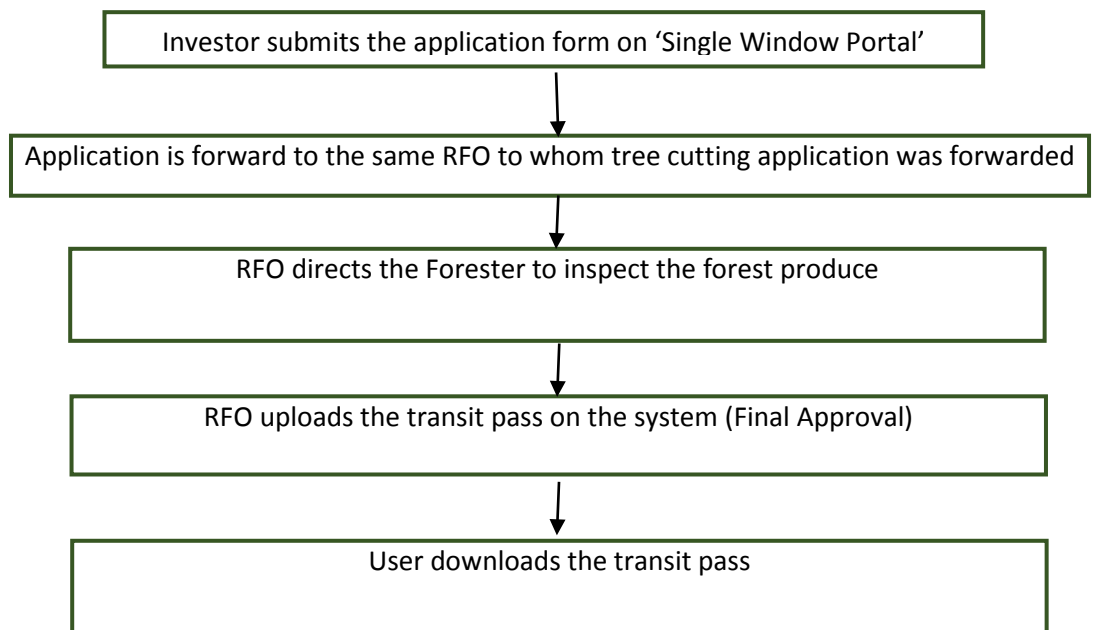 Investor submits the application form on ‘Single Window Portal’
Application is forward to the same RFO to whom tree cutting application was forwarded
RFO directs the Forester to inspect the forest produce
RFO uploads the transit pass on the system (Final Approval)
User downloads the transit pass